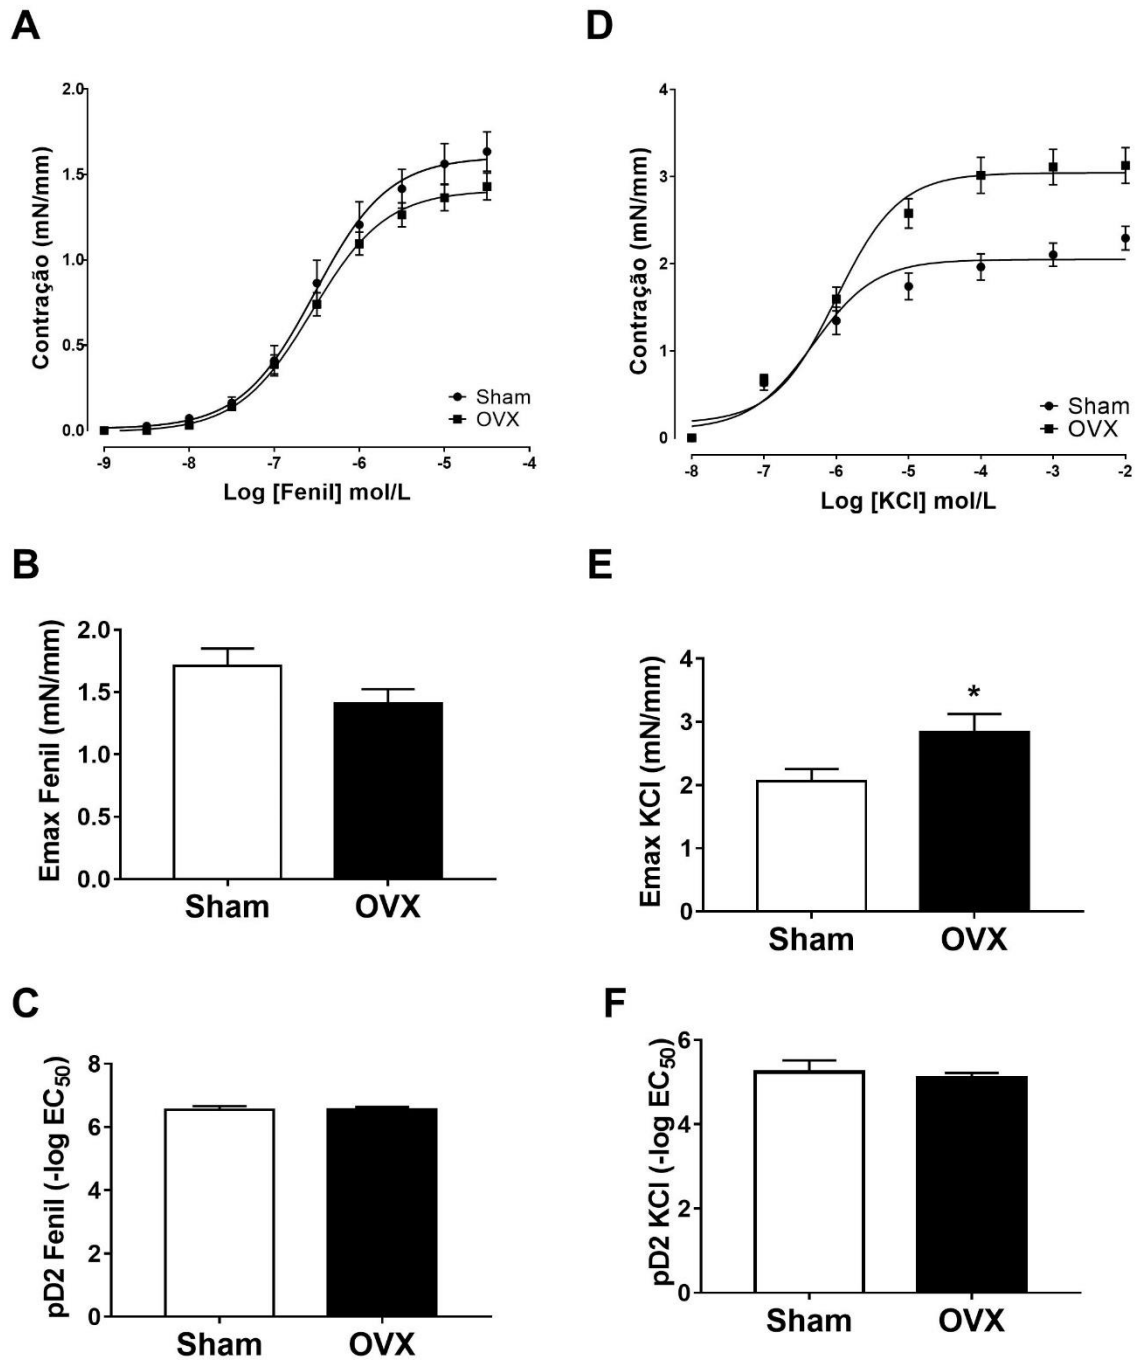 A
2.0
1.5
1.0
0.5
0.0
Contração (mN/mm)
Sham
OVX
-9 -8 -7 -6 -5 -4
Log [Fenil] mol/L
D
4
3
2
1
0
Contração (mN/mm)
Sham
OVX
-8 -7 -6 -5 -4 -3 -2
Log [KCl] mol/L
B
2.0
1.5
1.0
0.5
0.0
Emax Fenil (mN/mm)
Sham OVX
E
4
3
2
1
0
Emax KCl (mN/mm)
*
Sham OVX
C
8
6
4
2
0
pD2 Fenil (-log EC50)
Sham OVX
F
6
4
2
0
pD2 KCl (-log EC50)
Sham OVX